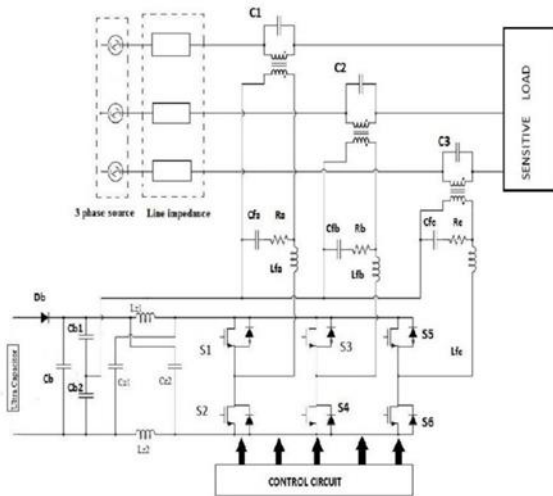 C1
C2
C3
SENSITIVE LOAD
3 phase source
Line impedance
Cfa
Ra
Cfb
Rb
Cfc
Rc
Lfa
Lfb
Lfc
Db
Lz1
Cb1
Cb
Cb2
Cz1
Cz2
Lz2
Ultra Capacitor
S1
S3
S5
S2
S4
S6
CONTROL CIRCUIT